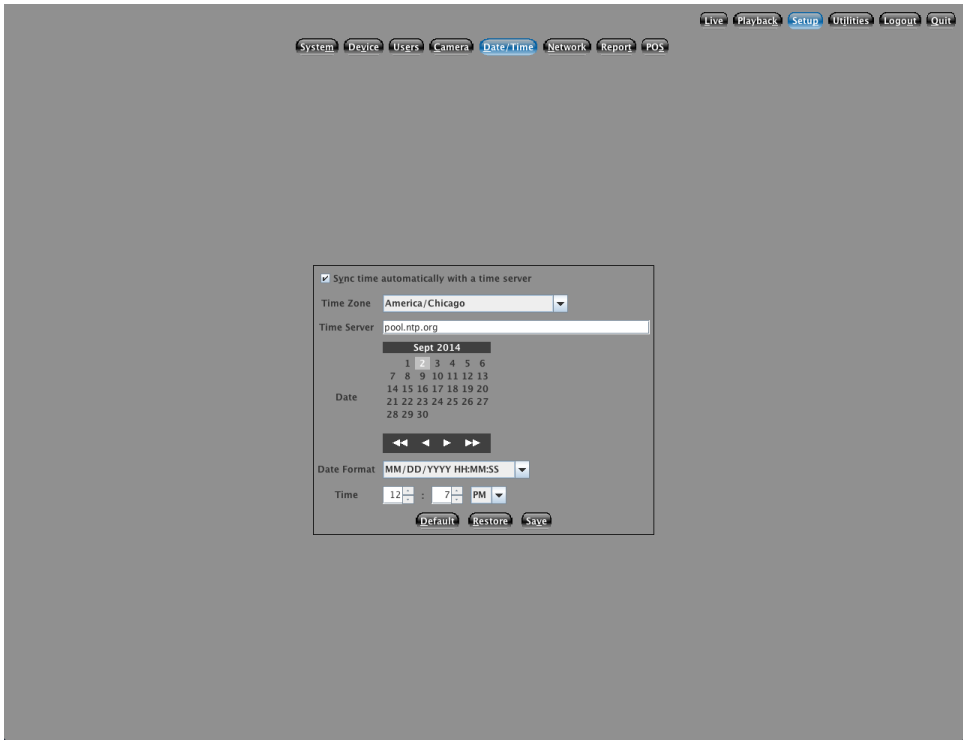 Live Playback Setup Utilities Logout Quit
System Device Users Camera Date/Time Network Report POS
Sync time automatically with a time server
Time Zone America/Chicago
Time Server pool.ntp.org
Sept 2014
1 2 3 4 5 6
7 8 9 10 11 12 13
14 15 16 17 18 19 20
Date
21 22 23 24 25 26 27
28 29 30
Date Format MM/DD/YYYY HH:MM:SS
Time 12 : 7 PM
Default Restore Save